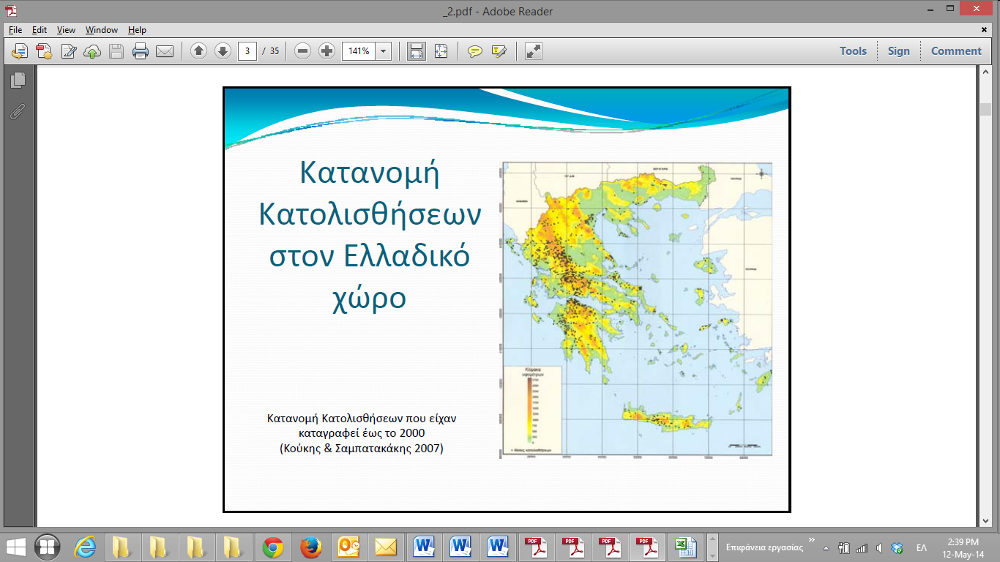 _2.pdf - Adobe Reader
File Edit View Window Help
3 / 35 141% Tools Sign Comment
Κατανομή
Κατολισθήσεων
στον Ελλαδικό
χώρο
Κατανομή Κατολισθήσεων που είχαν
καταγραφεί έως το 2000
(Κούκης & Σαμπατακάκης 2007)
Κλίμακα
υψομέτρων
Επιφάνεια εργασίας
ΕΛ
2:39 PM
12-May-14